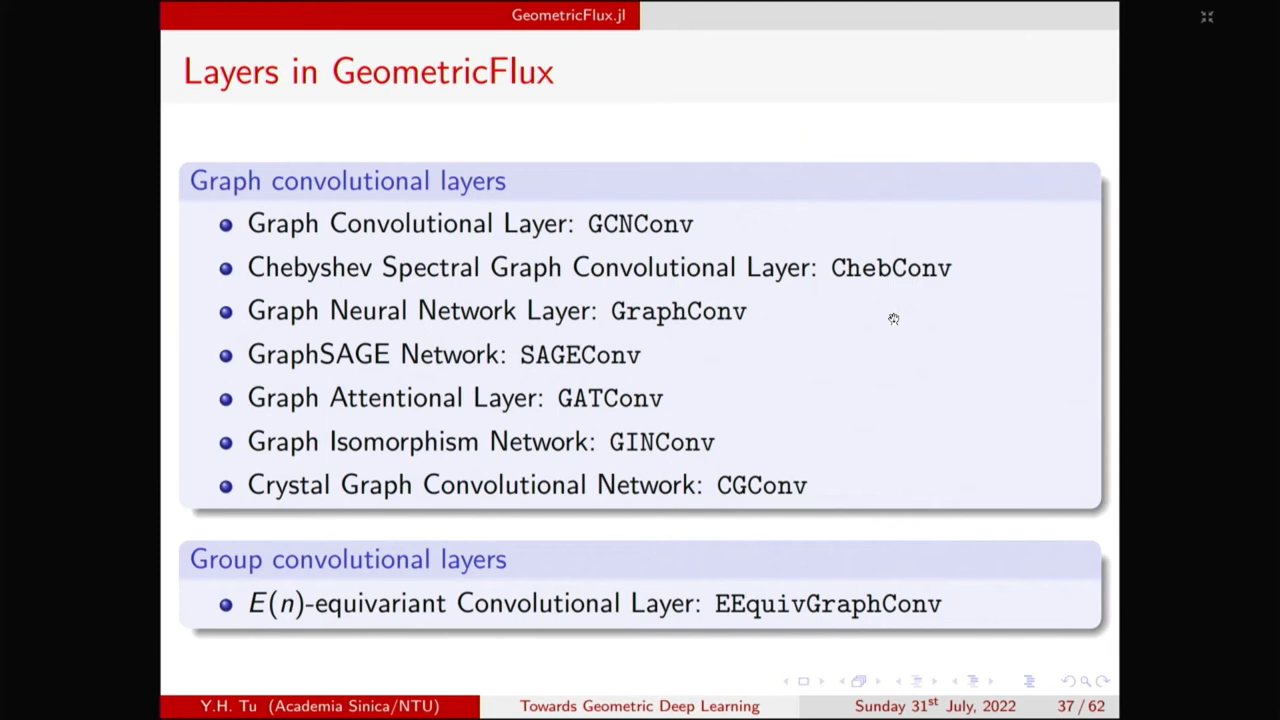 GeometricFlux.jl
Layers in GeometricFlux
Graph convolutional layers
Graph Convolutional Layer: GCNConv
Chebyshev Spectral Graph Convolutional Layer: ChebConv
Graph Neural Network Layer: GraphConv
GraphSAGE Network: SAGEConv
Graph Attentional Layer: GATConv
Graph Isomorphism Network: GINConv
Crystal Graph Convolutional Network: CGConv
Group convolutional layers
E(n)-equivariant Convolutional Layer: EEquivGraphConv
Y.H. Tu (Academia Sinica/NTU) Towards Geometric Deep Learning Sunday 31st July, 2022 37 / 62